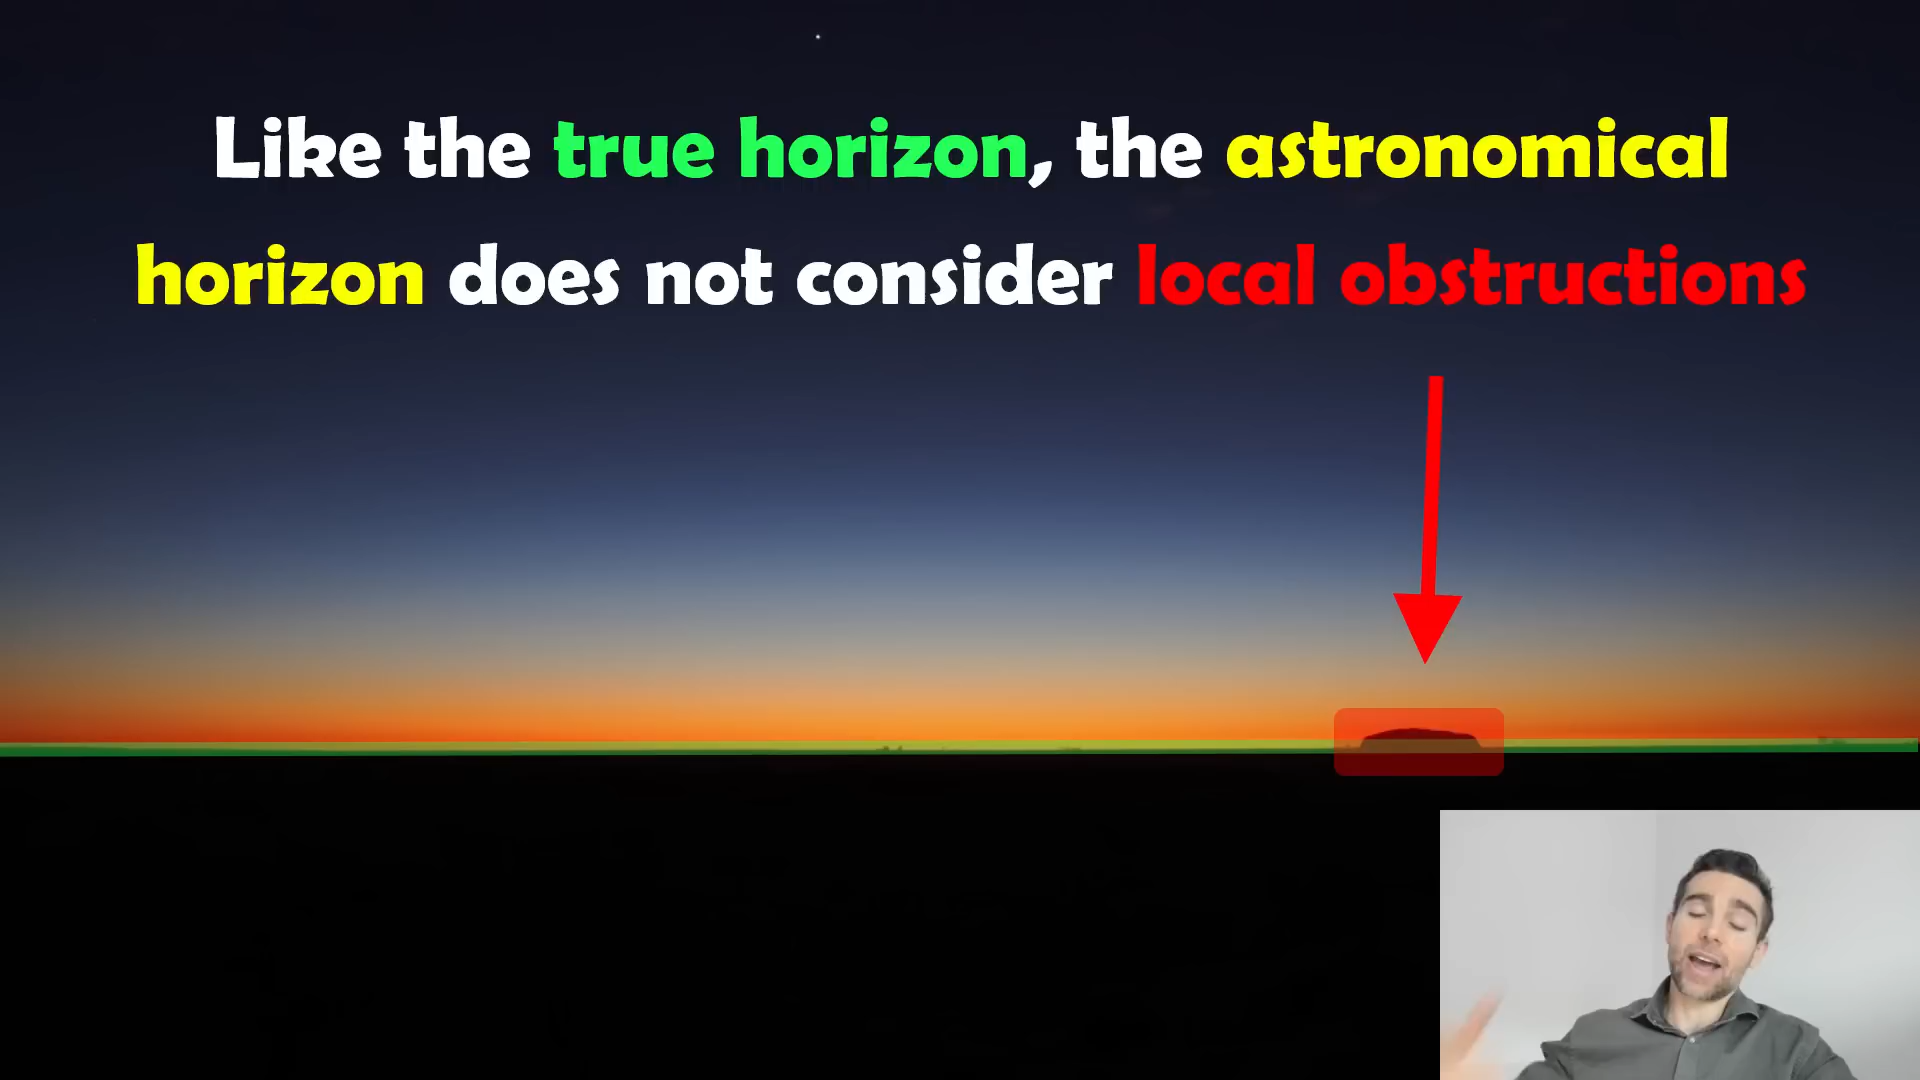 Like the true horizon, the astronomical
horizon does not consider local obstructions